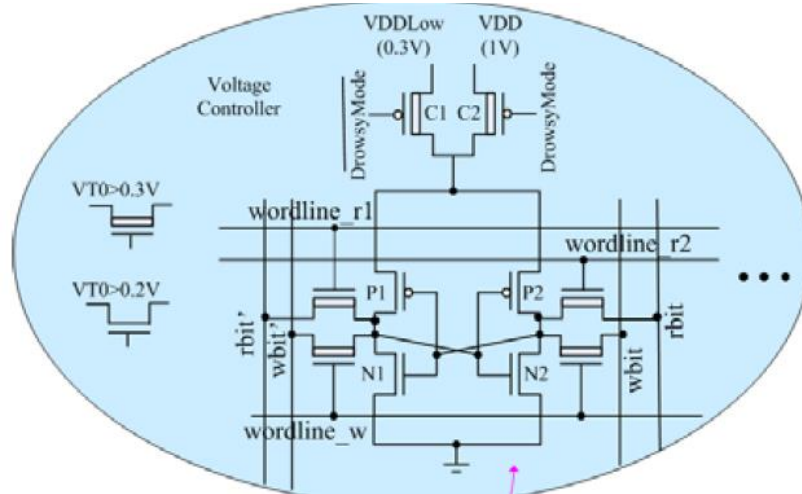 VDDLow
(0.3V)
VDD
(1V)
Voltage
Controller
DrowsyMode
C1
C2
DrowsyMode
VT0>0.3V
wordline_r1
wordline_r2
P1
P2
VT0>0.2V
rbit'
wbit'
wbit
rbit
N1
N2
wordline_w